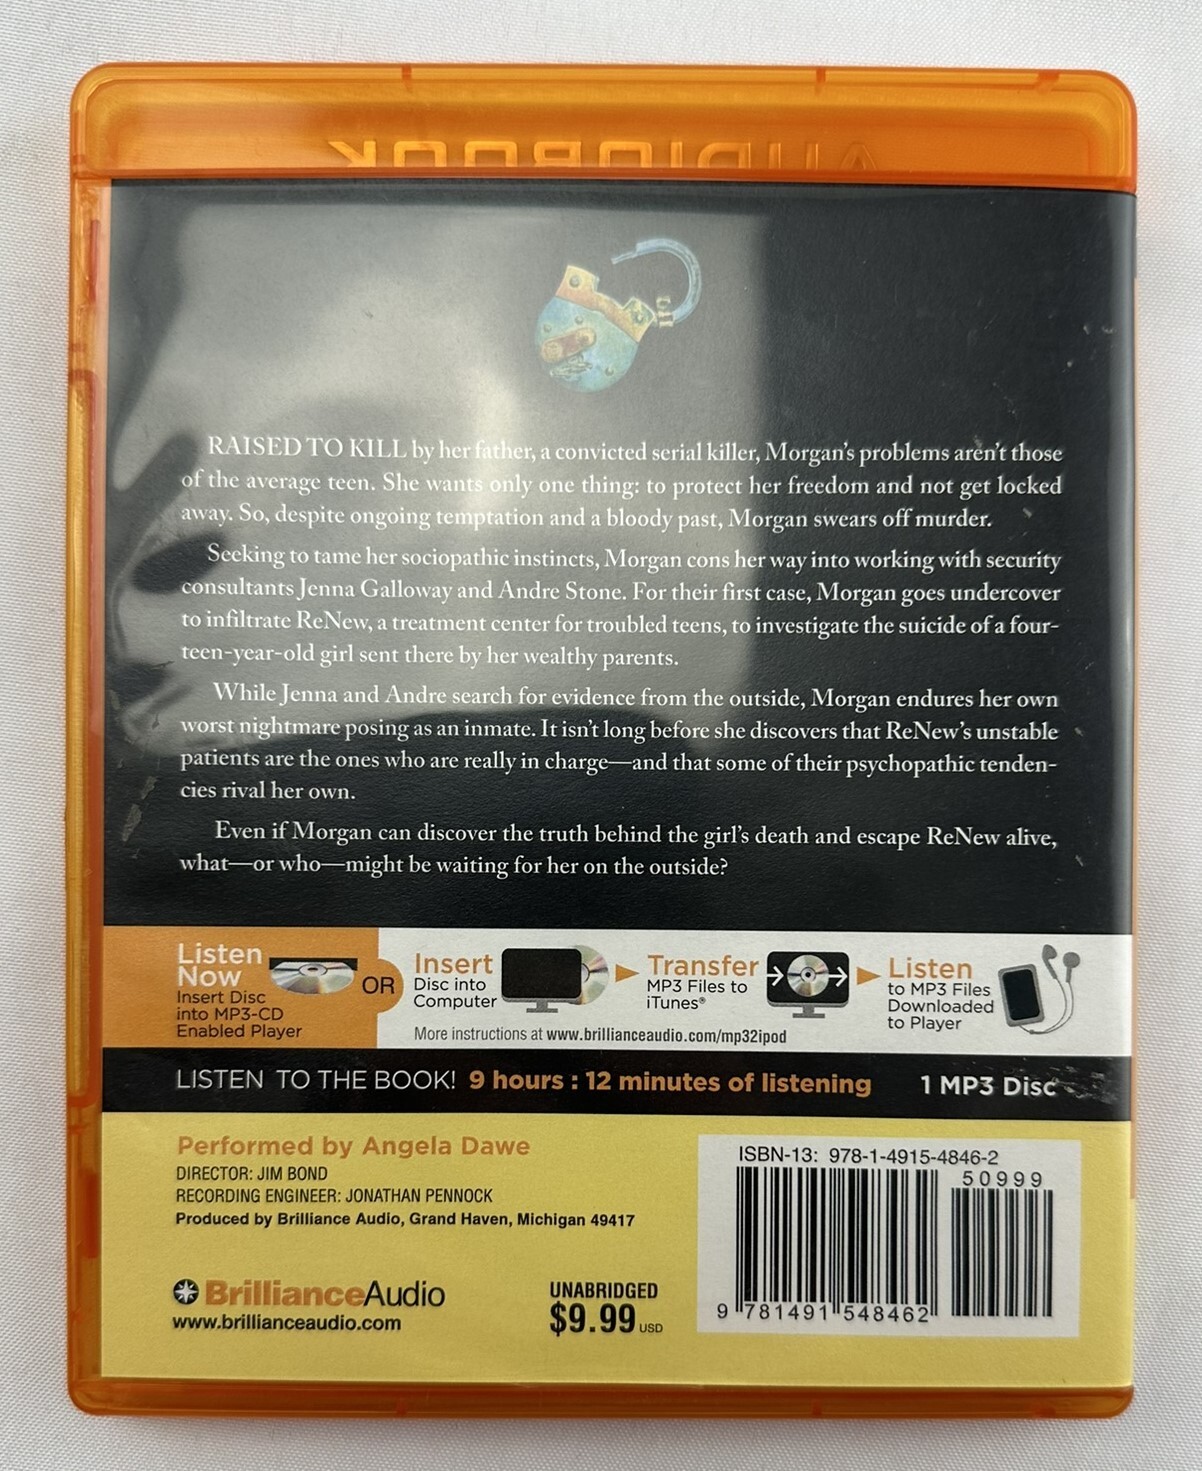 AUDIOBOOK
RAISED TO KILL by her father, a convicted serial killer, Morgan's problems aren't those
of the average teen. She wants only one thing: to protect her freedom and not get locked
away. So, despite ongoing temptation and a bloody past, Morgan swears off murder.
Seeking to tame her sociopathic instincts, Morgan cons her way into working with security
consultants Jenna Galloway and Andre Stone. For their first case, Morgan goes undercover
to infiltrate ReNew, a treatment center for troubled teens, to investigate the suicide of a four-
teen-year-old girl sent there by her wealthy parents.
While Jenna and Andre search for evidence from the outside, Morgan endures her own
worst nightmare posing as an inmate. It isn't long before she discovers that ReNew's unstable
patients are the ones who are really in charge—and that some of their psychopathic tenden-
cies rival her own.
Even if Morgan can discover the truth behind the girl's death and escape ReNew alive,
what—or who—might be waiting for her on the outside?
Listen
Now
Insert Disc
into MP3-CD
Enabled Player
OR
Insert
Disc into
Computer
Transfer
MP3 Files to
iTunes®
Listen
to MP3 Files
Downloaded
to Player
More instructions at www.brillianceaudio.com/mp32ipod
LISTEN TO THE BOOK! 9 hours : 12 minutes of listening 1 MP3 Disc
Performed by Angela Dawe
DIRECTOR: JIM BOND
RECORDING ENGINEER: JONATHAN PENNOCK
Produced by Brilliance Audio, Grand Haven, Michigan 49417
BrillianceAudio
www.brillianceaudio.com
UNABRIDGED
$9.99 USD
ISBN-13: 978-1-4915-4846-2
50999
9 781491 548462